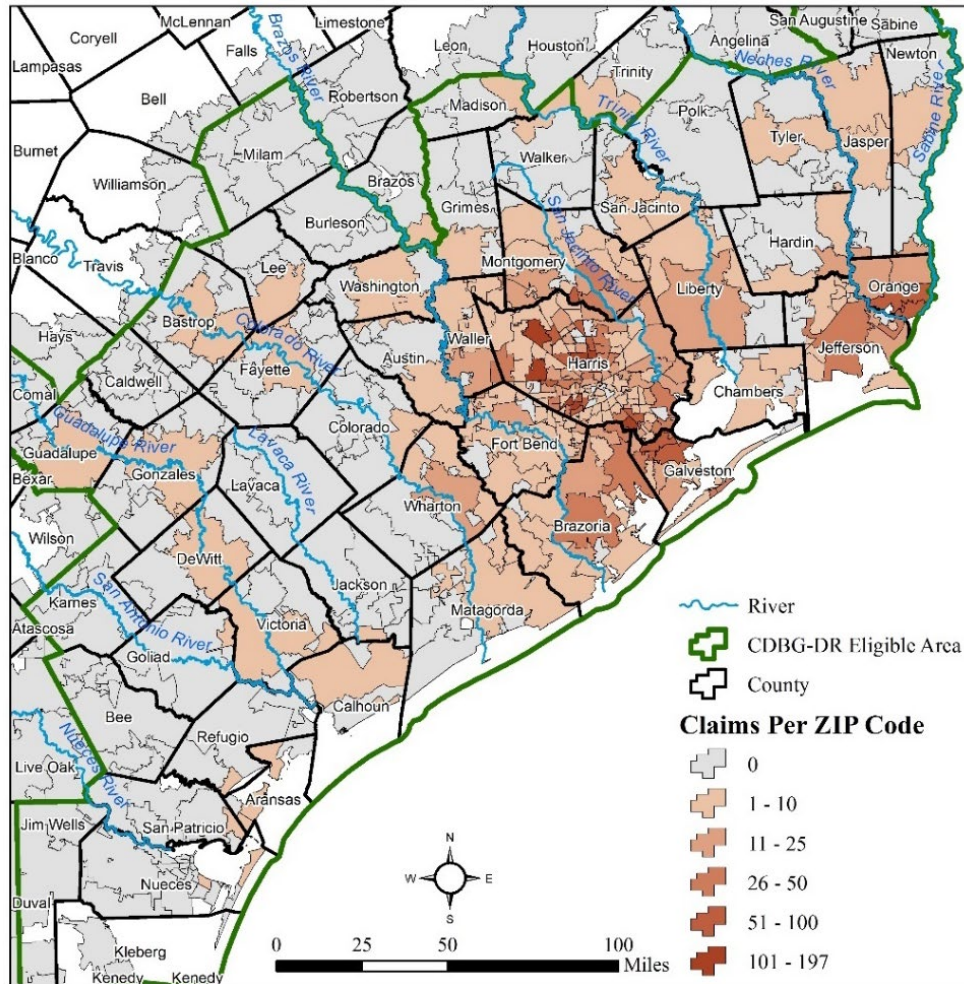 McLennan
Limestone
San Augustine
Sabine
Coryell
Falls
Leon
Houston
Angelina
Newton
Lampasas
Brazos River
Robertson
Trinity
Neches River
Bell
Madison
Polk
Sabine River
Burnet
Milam
Trinity River
Tyler
Jasper
Walker
Williamson
Brazos
Grimes
San Jacinto
Burleson
Hardin
Blanco
Travis
Lee
Washington
Montgomery
San Jacinto River
Liberty
Orange
Bastrop
Colorado River
Waller
Harris
Jefferson
Hays
Fayette
Austin
Caldwell
Chambers
Comal
Guadalupe River
Lavaca River
Colorado
Fort Bend
Guadalupe
Gonzales
Galveston
Bexar
Lavaca
Wharton
Brazoria
Wilson
DeWitt
San Antonio River
Karnes
Jackson
Matagorda
Atascosa
Victoria
Goliad
Calhoun
Bee
Refugio
Nueces River
Live Oak
Aransas
Jim Wells
San Patricio
Nueces
Duval
Kleberg
Kenedy
Kenedy
River
CDBG-DR Eligible Area
County
Claims Per ZIP Code
0
1 - 10
11 - 25
26 - 50
51 - 100
101 - 197
N
W
E
S
0
25
50
100
Miles